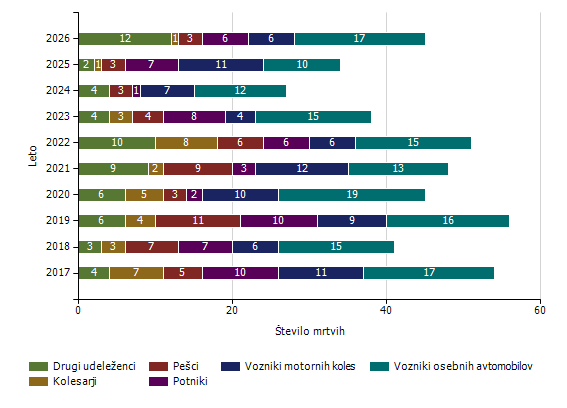 2026 12 1 3 6 6 17
2025 2 1 3 7 11 10
2024 4 3 1 7 12
2023 4 3 4 8 4 15
2022 10 8 6 6 6 15
2021 9 2 9 3 12 13
2020 6 5 3 2 10 19
2019 6 4 11 10 9 16
2018 3 3 7 7 6 15
2017 4 7 5 10 11 17
Leto
0 20 40 60
Število mrtvih
Drugi udeleženci Pešci Vozniki motornih koles Vozniki osebnih avtomobilov
Kolesarji Potniki